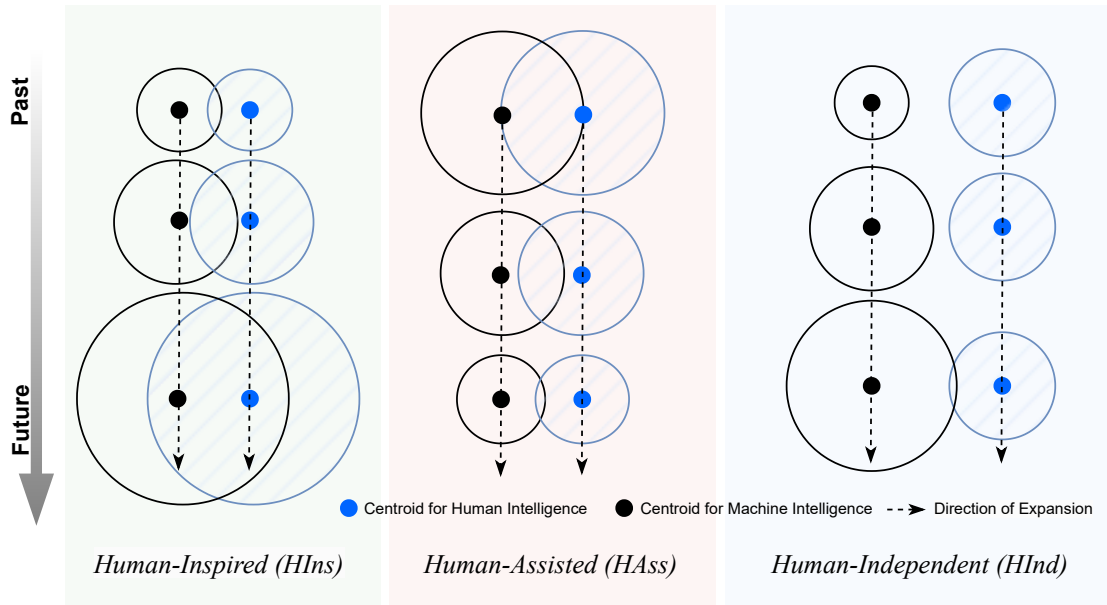 Past
Future
Centroid for Human Intelligence
Centroid for Machine Intelligence
Direction of Expansion
Human-Inspired (HIns)
Human-Assisted (HAss)
Human-Independent (HInd)